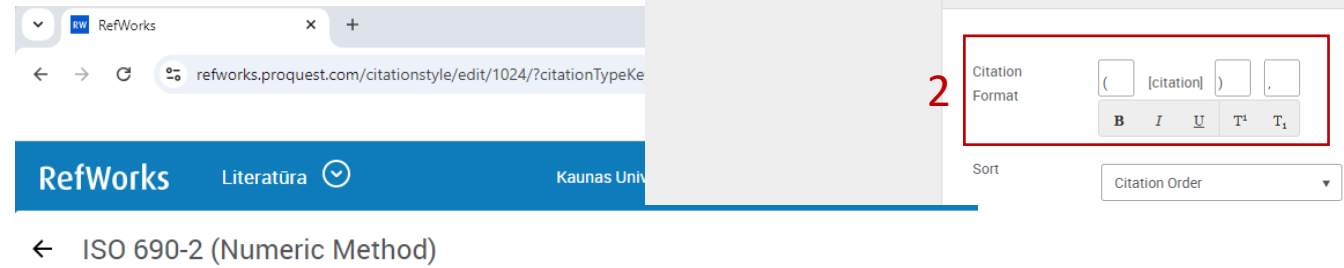 RW RefWorks
refworks.proquest.com/citationstyle/edit/1024/?citationTypeKe
RefWorks Literatūra Kaunas Univ
ISO 690-2 (Numeric Method)
2
Citation Format
( [citation] ) ,
B I U T¹ T₁
Sort
Citation Order